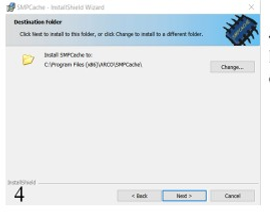 SMPCache - InstallShield Wizard
Destination Folder
Click Next to install to this folder, or click Change to install to a different folder.
Install SMPCache to:
C:\Program Files (x86)\ARCO\SMPCache\
Change...
InstallShield
< Back
Next >
Cancel
4